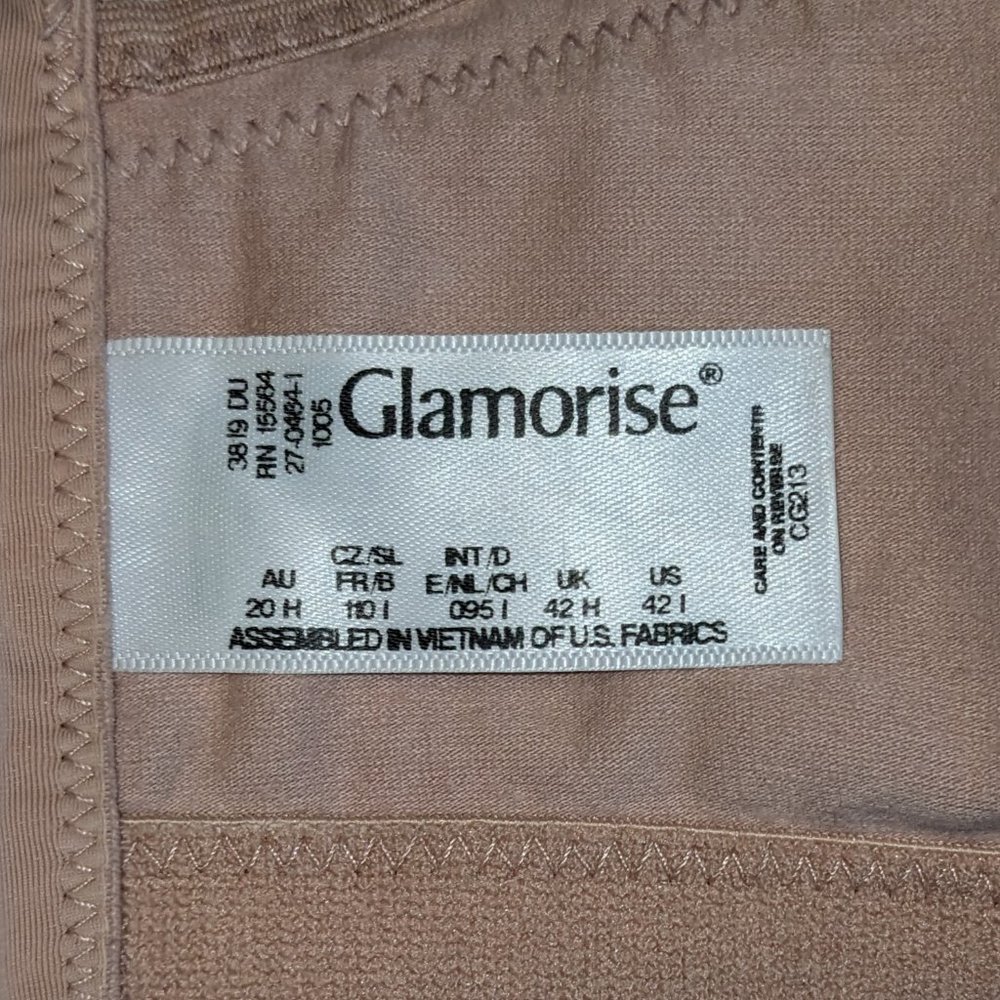 3819 DU
RN 15584
27-0464-1
1005
Glamorise®
CARE AND CONTENT
ON REVERSE
CG213
AU CZ/SL FR/B INT/D E/NL/CH UK US
20 H 110 I 095 I 42 H 42 I
ASSEMBLED IN VIETNAM OF U.S. FABRICS